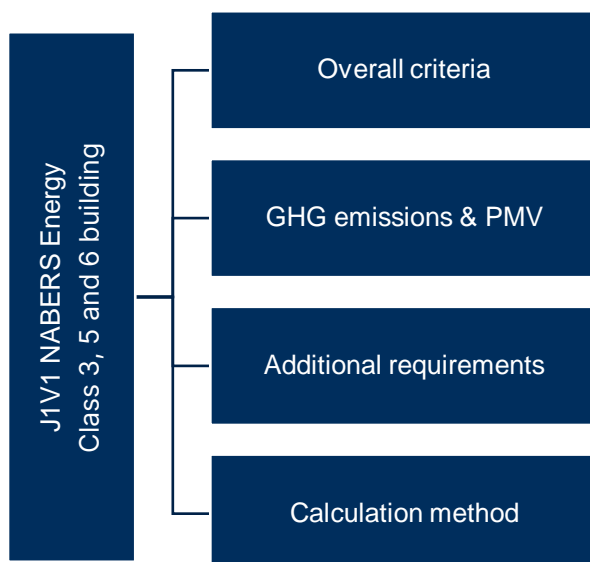 J1V1 NABERS Energy
Class 3, 5 and 6 building
Overall criteria
GHG emissions & PMV
Additional requirements
Calculation method